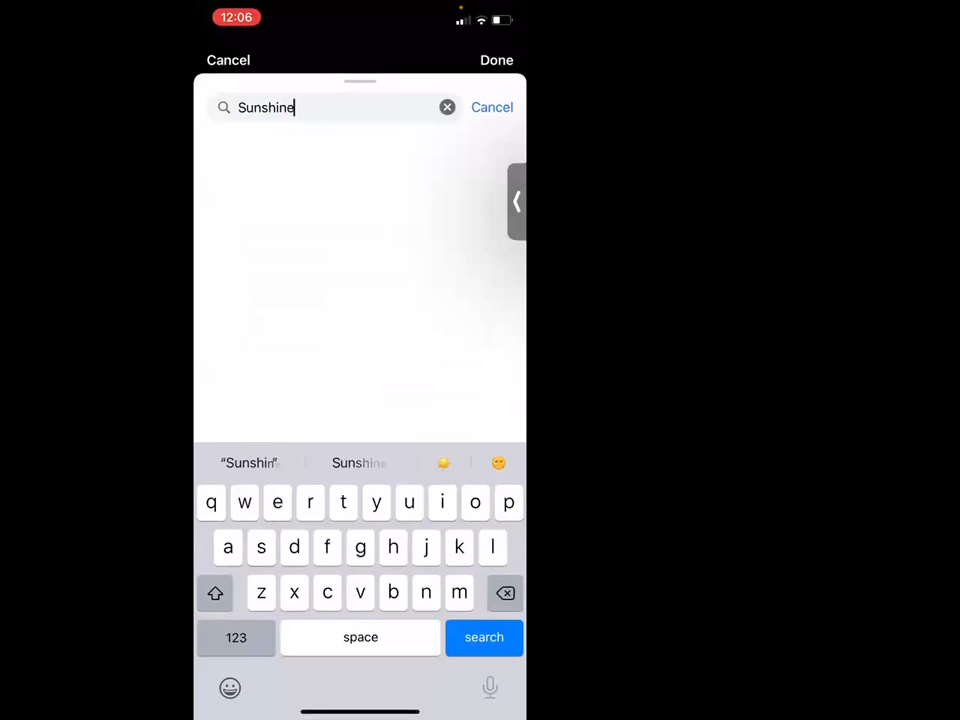 12:06
Cancel Done
Sunshine Cancel
“Sunshin” Sunshine
q w e r t y u i o p
a s d f g h j k l
z x c v b n m
123 space search